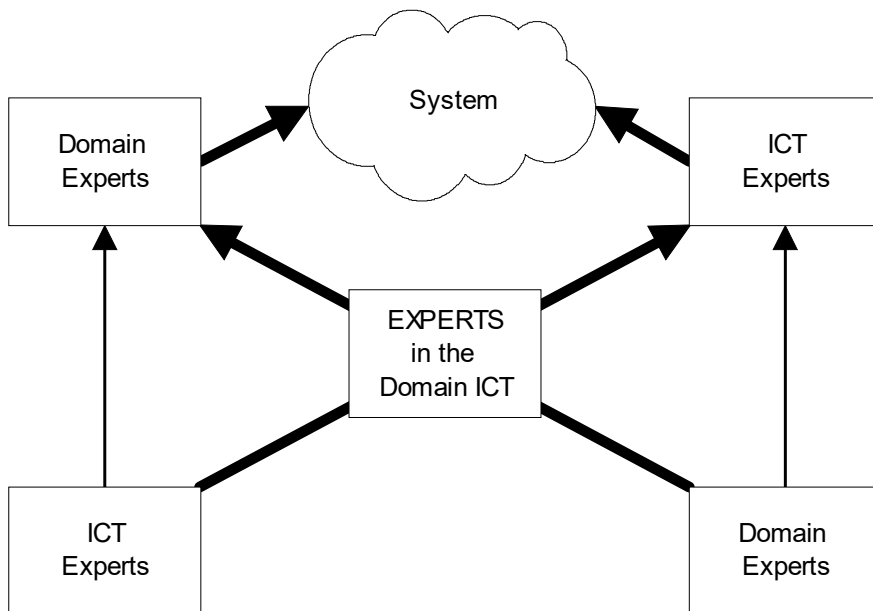 System
Domain
Experts
ICT
Experts
EXPERTS
in the
Domain ICT
ICT
Experts
Domain
Experts